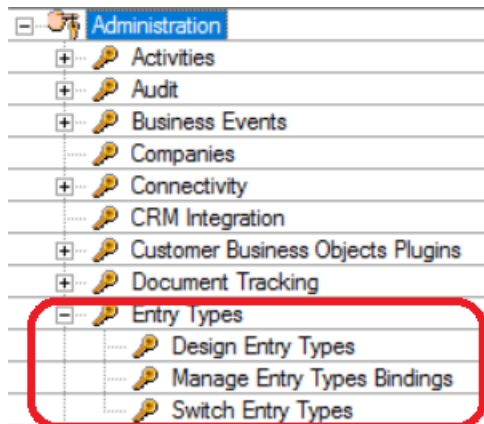 Administration
Activities
Audit
Business Events
Companies
Connectivity
CRM Integration
Customer Business Objects Plugins
Document Tracking
Entry Types
Design Entry Types
Manage Entry Types Bindings
Switch Entry Types